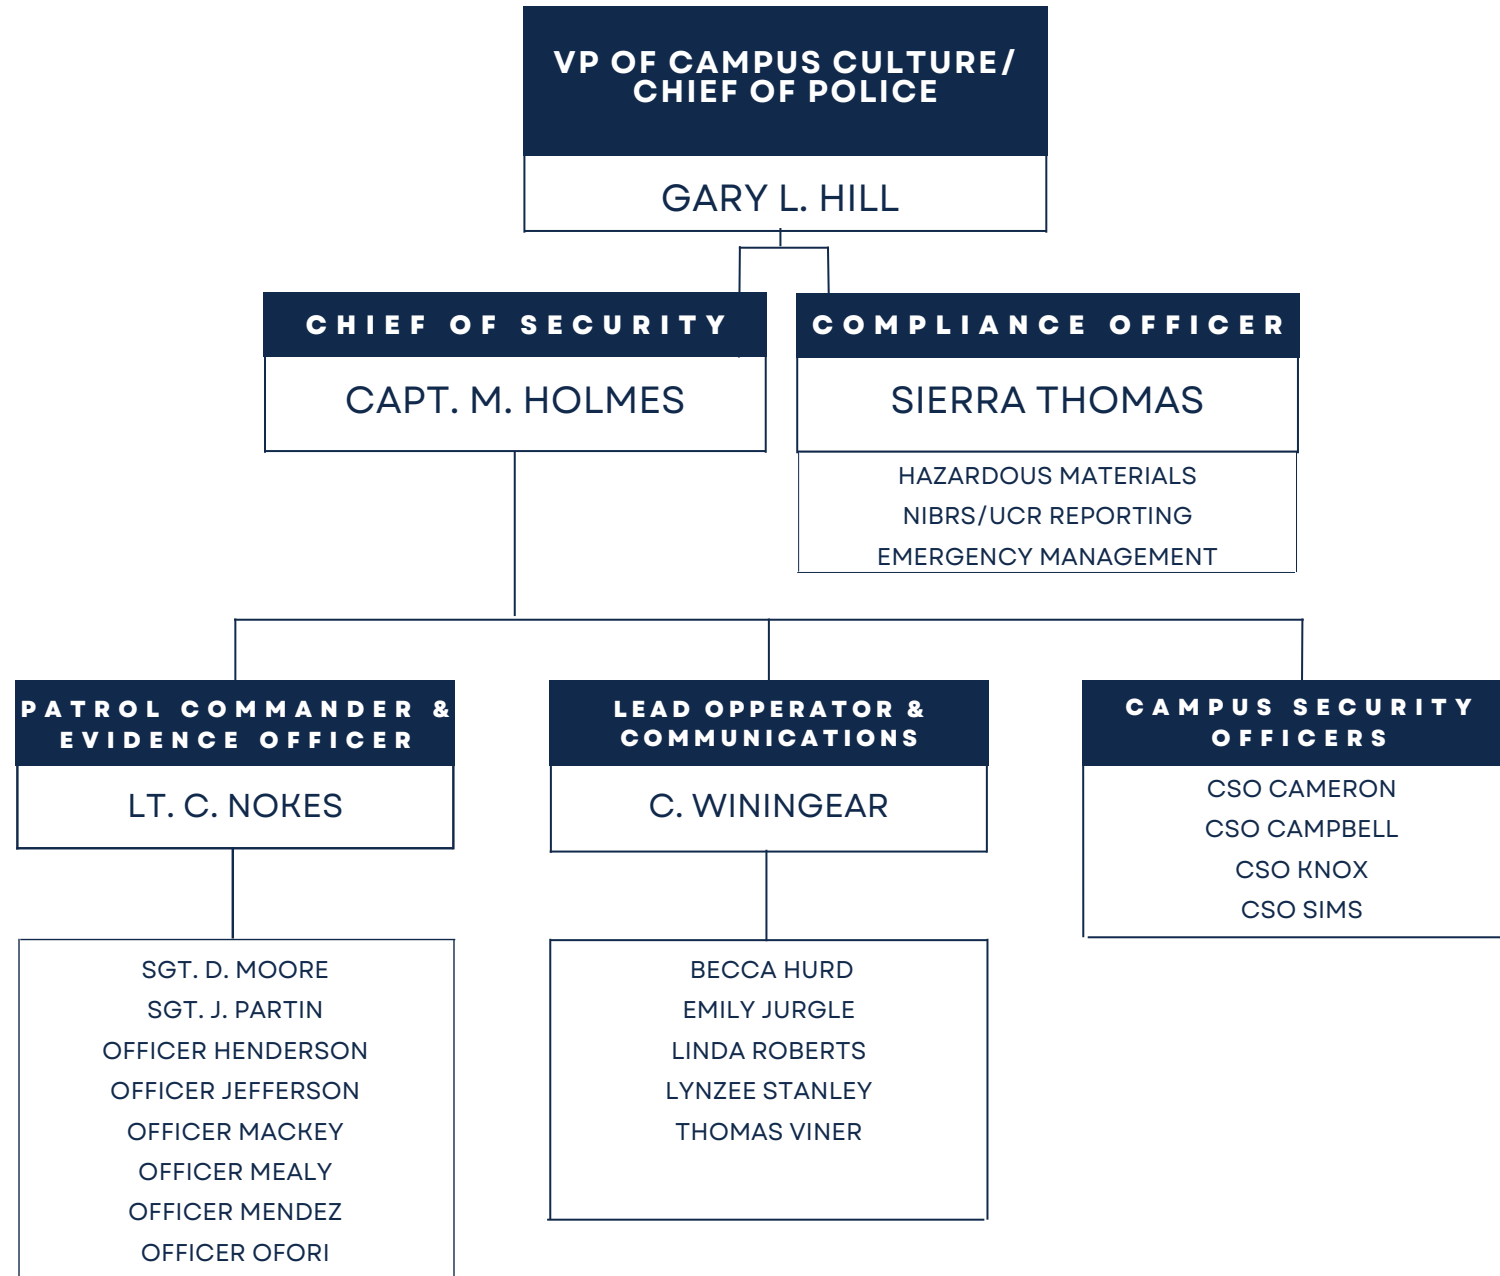 VP OF CAMPUS CULTURE/
CHIEF OF POLICE
GARY L. HILL
CHIEF OF SECURITY
CAPT. M. HOLMES
COMPLIANCE OFFICER
SIERRA THOMAS
HAZARDOUS MATERIALS
NIBRS/UCR REPORTING
EMERGENCY MANAGEMENT
PATROL COMMANDER &
EVIDENCE OFFICER
LT. C. NOKES
SGT. D. MOORE
SGT. J. PARTIN
OFFICER HENDERSON
OFFICER JEFFERSON
OFFICER MACKEY
OFFICER MEALY
OFFICER MENDEZ
OFFICER OFORI
LEAD OPPERATOR &
COMMUNICATIONS
C. WININGEAR
BECCA HURD
EMILY JURGLE
LINDA ROBERTS
LYNZEE STANLEY
THOMAS VINER
CAMPUS SECURITY
OFFICERS
CSO CAMERON
CSO CAMPBELL
CSO KNOX
CSO SIMS